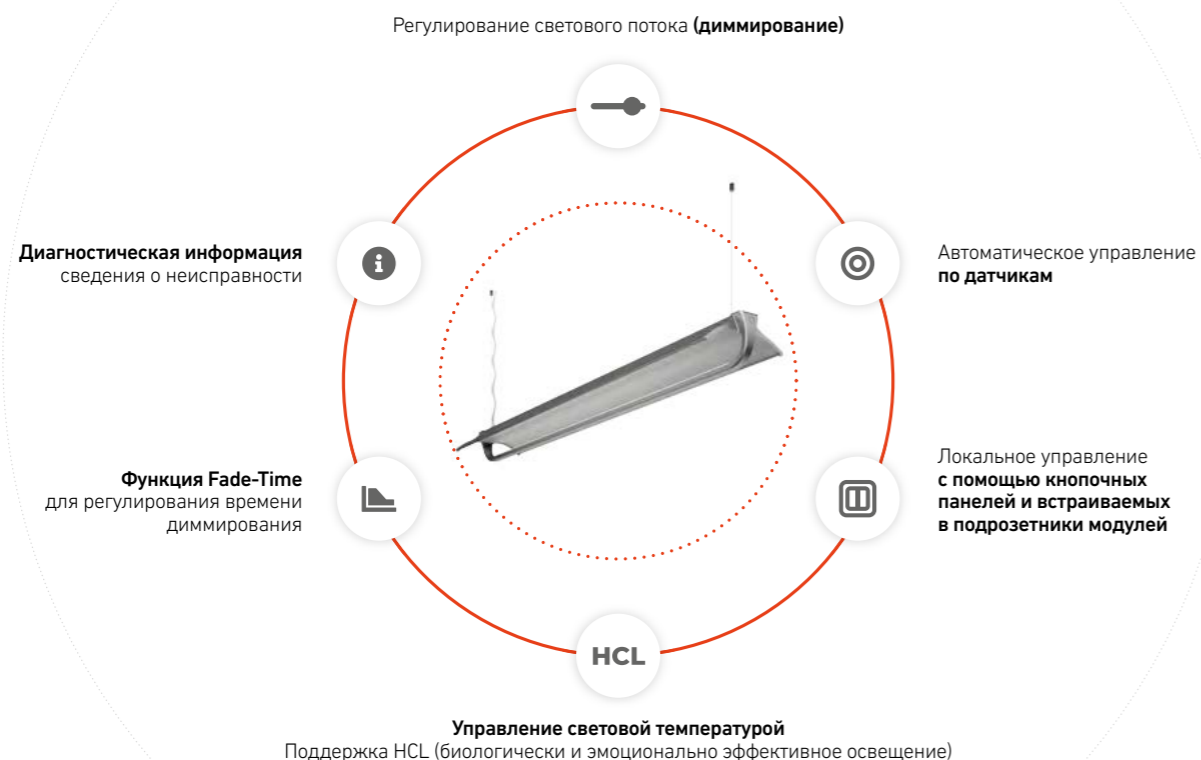 Регулирование светового потока (диммирование)
Диагностическая информация
сведения о неисправности
Автоматическое управление
по датчикам
Функция Fade-Time
для регулирования времени
диммирования
Локальное управление
с помощью кнопочных
панелей и встраиваемых
в подрозетники модулей
HCL
Управление световой температурой
Поддержка HCL (биологически и эмоционально эффективное освещение)